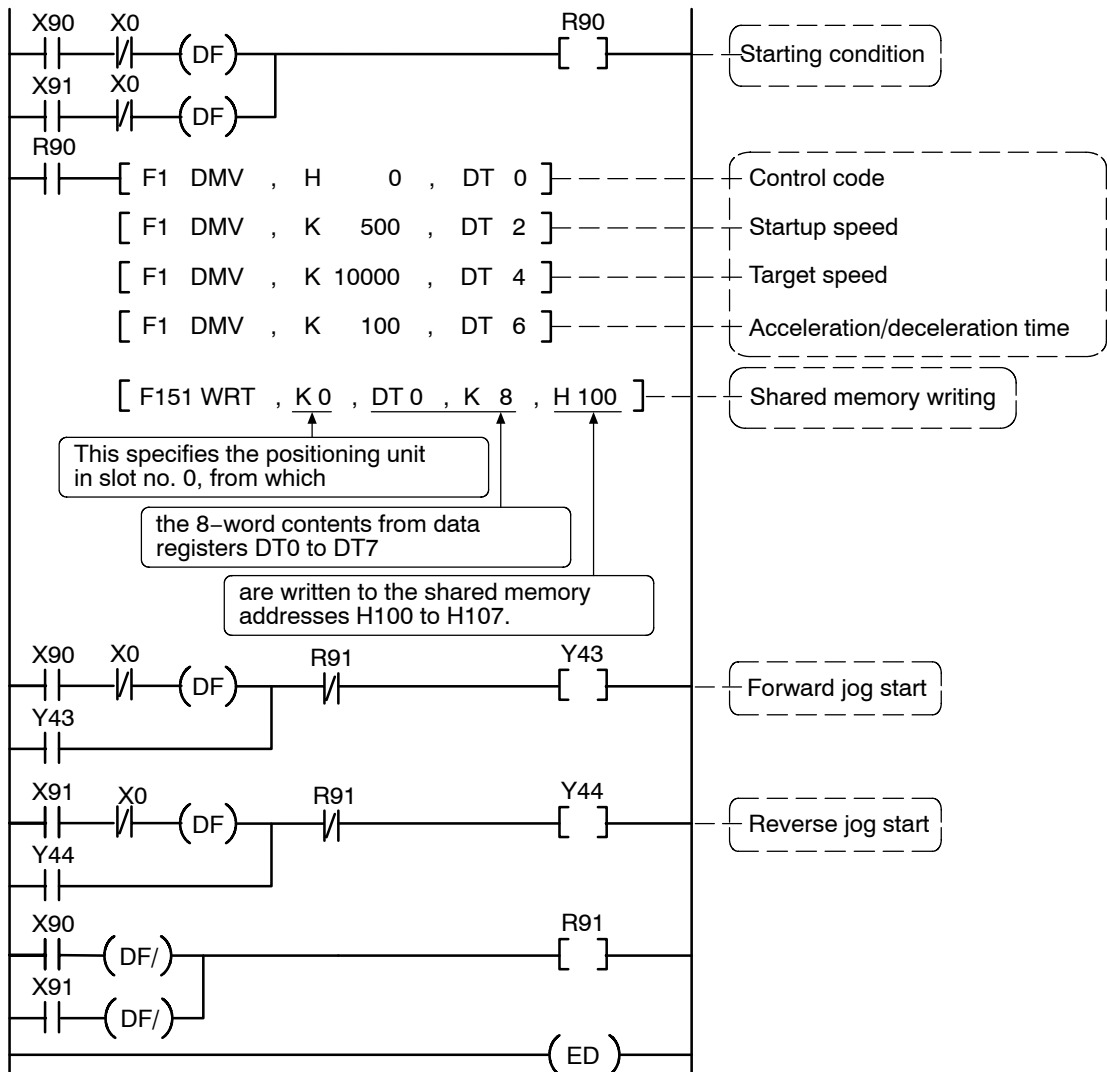 X90 X0 R90
(DF) [ ] Starting condition
X91 X0
(DF)
R90
[ F1 DMV , H 0 , DT 0 ] Control code
[ F1 DMV , K 500 , DT 2 ] Startup speed
[ F1 DMV , K 10000 , DT 4 ] Target speed
[ F1 DMV , K 100 , DT 6 ] Acceleration/deceleration time
[ F151 WRT , K 0 , DT 0 , K 8 , H 100 ] Shared memory writing
This specifies the positioning unit
in slot no. 0, from which
the 8–word contents from data
registers DT0 to DT7
are written to the shared memory
addresses H100 to H107.
X90 X0 R91 Y43
(DF) [ ] Forward jog start
Y43
X91 X0 R91 Y44
(DF) [ ] Reverse jog start
Y44
X90 R91
(DF/) [ ]
X91
(DF/)
(ED)